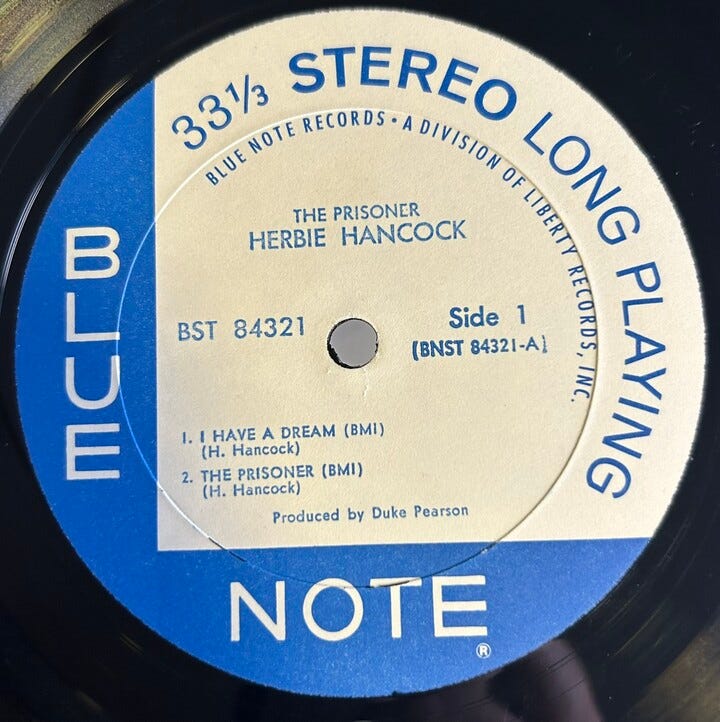 33 1/3 STEREO LONG PLAYING
BLUE NOTE RECORDS • A DIVISION OF LIBERTY RECORDS, INC.
THE PRISONER
HERBIE HANCOCK
BST 84321
Side 1
(BNST 84321-A)
1. I HAVE A DREAM (BMI)
(H. Hancock)
2. THE PRISONER (BMI)
(H. Hancock)
Produced by Duke Pearson
BLUE
NOTE
®